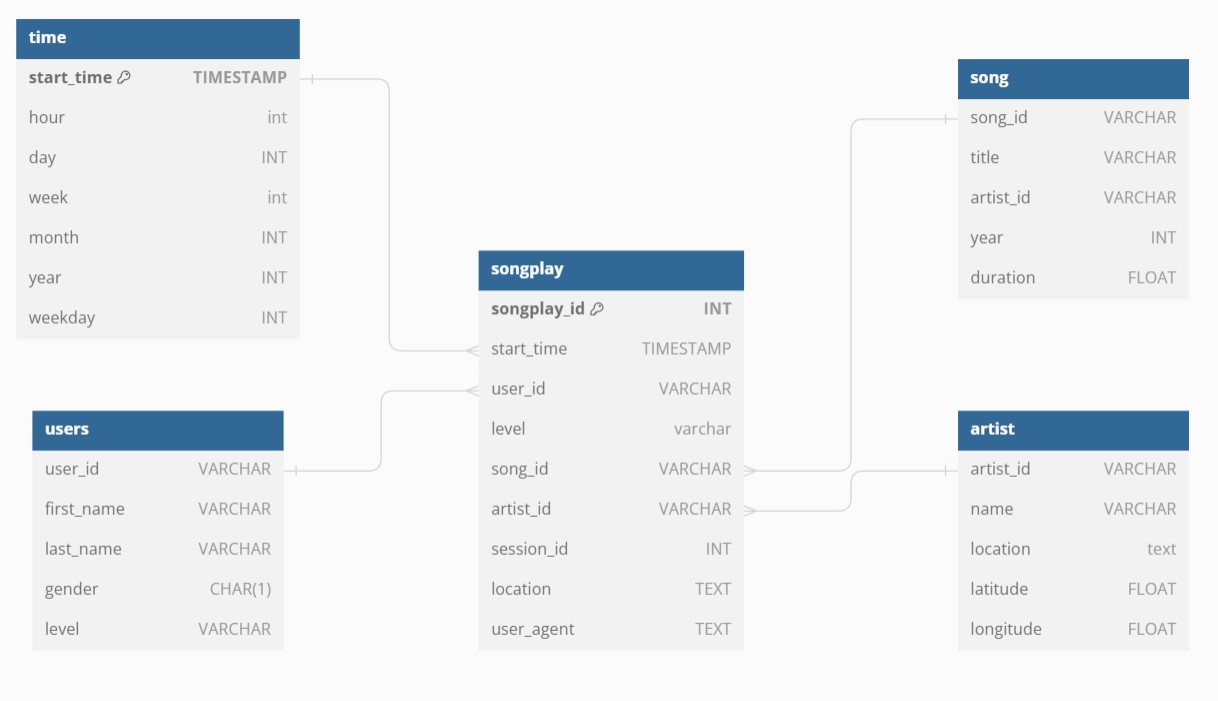 time
start_time TIMESTAMP
hour int
day INT
week int
month INT
year INT
weekday INT
users
user_id VARCHAR
first_name VARCHAR
last_name VARCHAR
gender CHAR(1)
level VARCHAR
songplay
songplay_id INT
start_time TIMESTAMP
user_id VARCHAR
level varchar
song_id VARCHAR
artist_id VARCHAR
session_id INT
location TEXT
user_agent TEXT
song
song_id VARCHAR
title VARCHAR
artist_id VARCHAR
year INT
duration FLOAT
artist
artist_id VARCHAR
name VARCHAR
location text
latitude FLOAT
longitude FLOAT